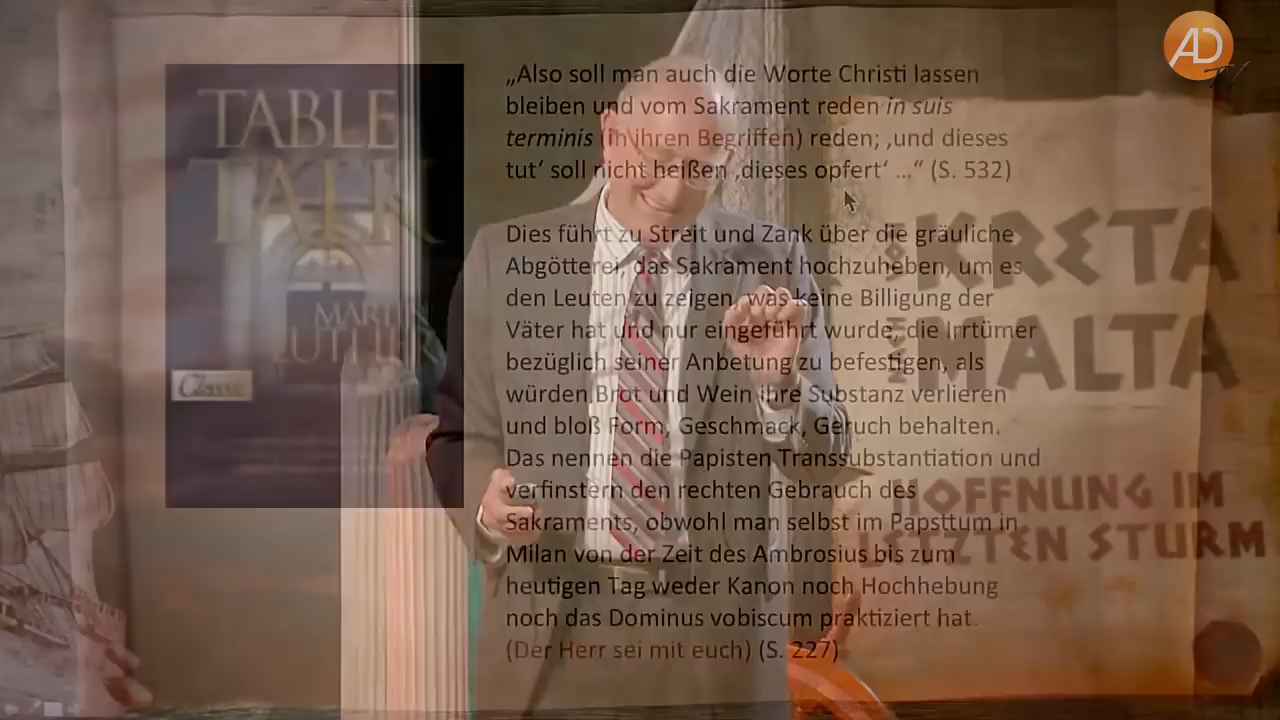 AD
TV
TABLE
TALK
MARTIN
LUTHER
Classic
„Also soll man auch die Worte Christi lassen
bleiben und vom Sakrament reden in suis
terminis (in ihren Begriffen) reden; ‚und dieses
tut‘ soll nicht heißen ‚dieses opfert‘ …“ (S. 532)
Dies führt zu Streit und Zank über die gräuliche
Abgötterei, das Sakrament hochzuheben, um es
den Leuten zu zeigen, was keine Billigung der
Väter hat und nur eingeführt wurde, die Irrtümer
bezüglich seiner Anbetung zu befestigen, als
würden Brot und Wein ihre Substanz verlieren
und bloß Form, Geschmack, Geruch behalten.
Das nennen die Papisten Transsubstantiation und
verfinstern den rechten Gebrauch des
Sakraments, obwohl man selbst im Papsttum in
Milan von der Zeit des Ambrosius bis zum
heutigen Tag weder Kanon noch Hochhebung
noch das Dominus vobiscum praktiziert hat.
(Der Herr sei mit euch) (S. 227)
KRETA
MALTA
HOFFNUNG IM
LETZTEN STURM